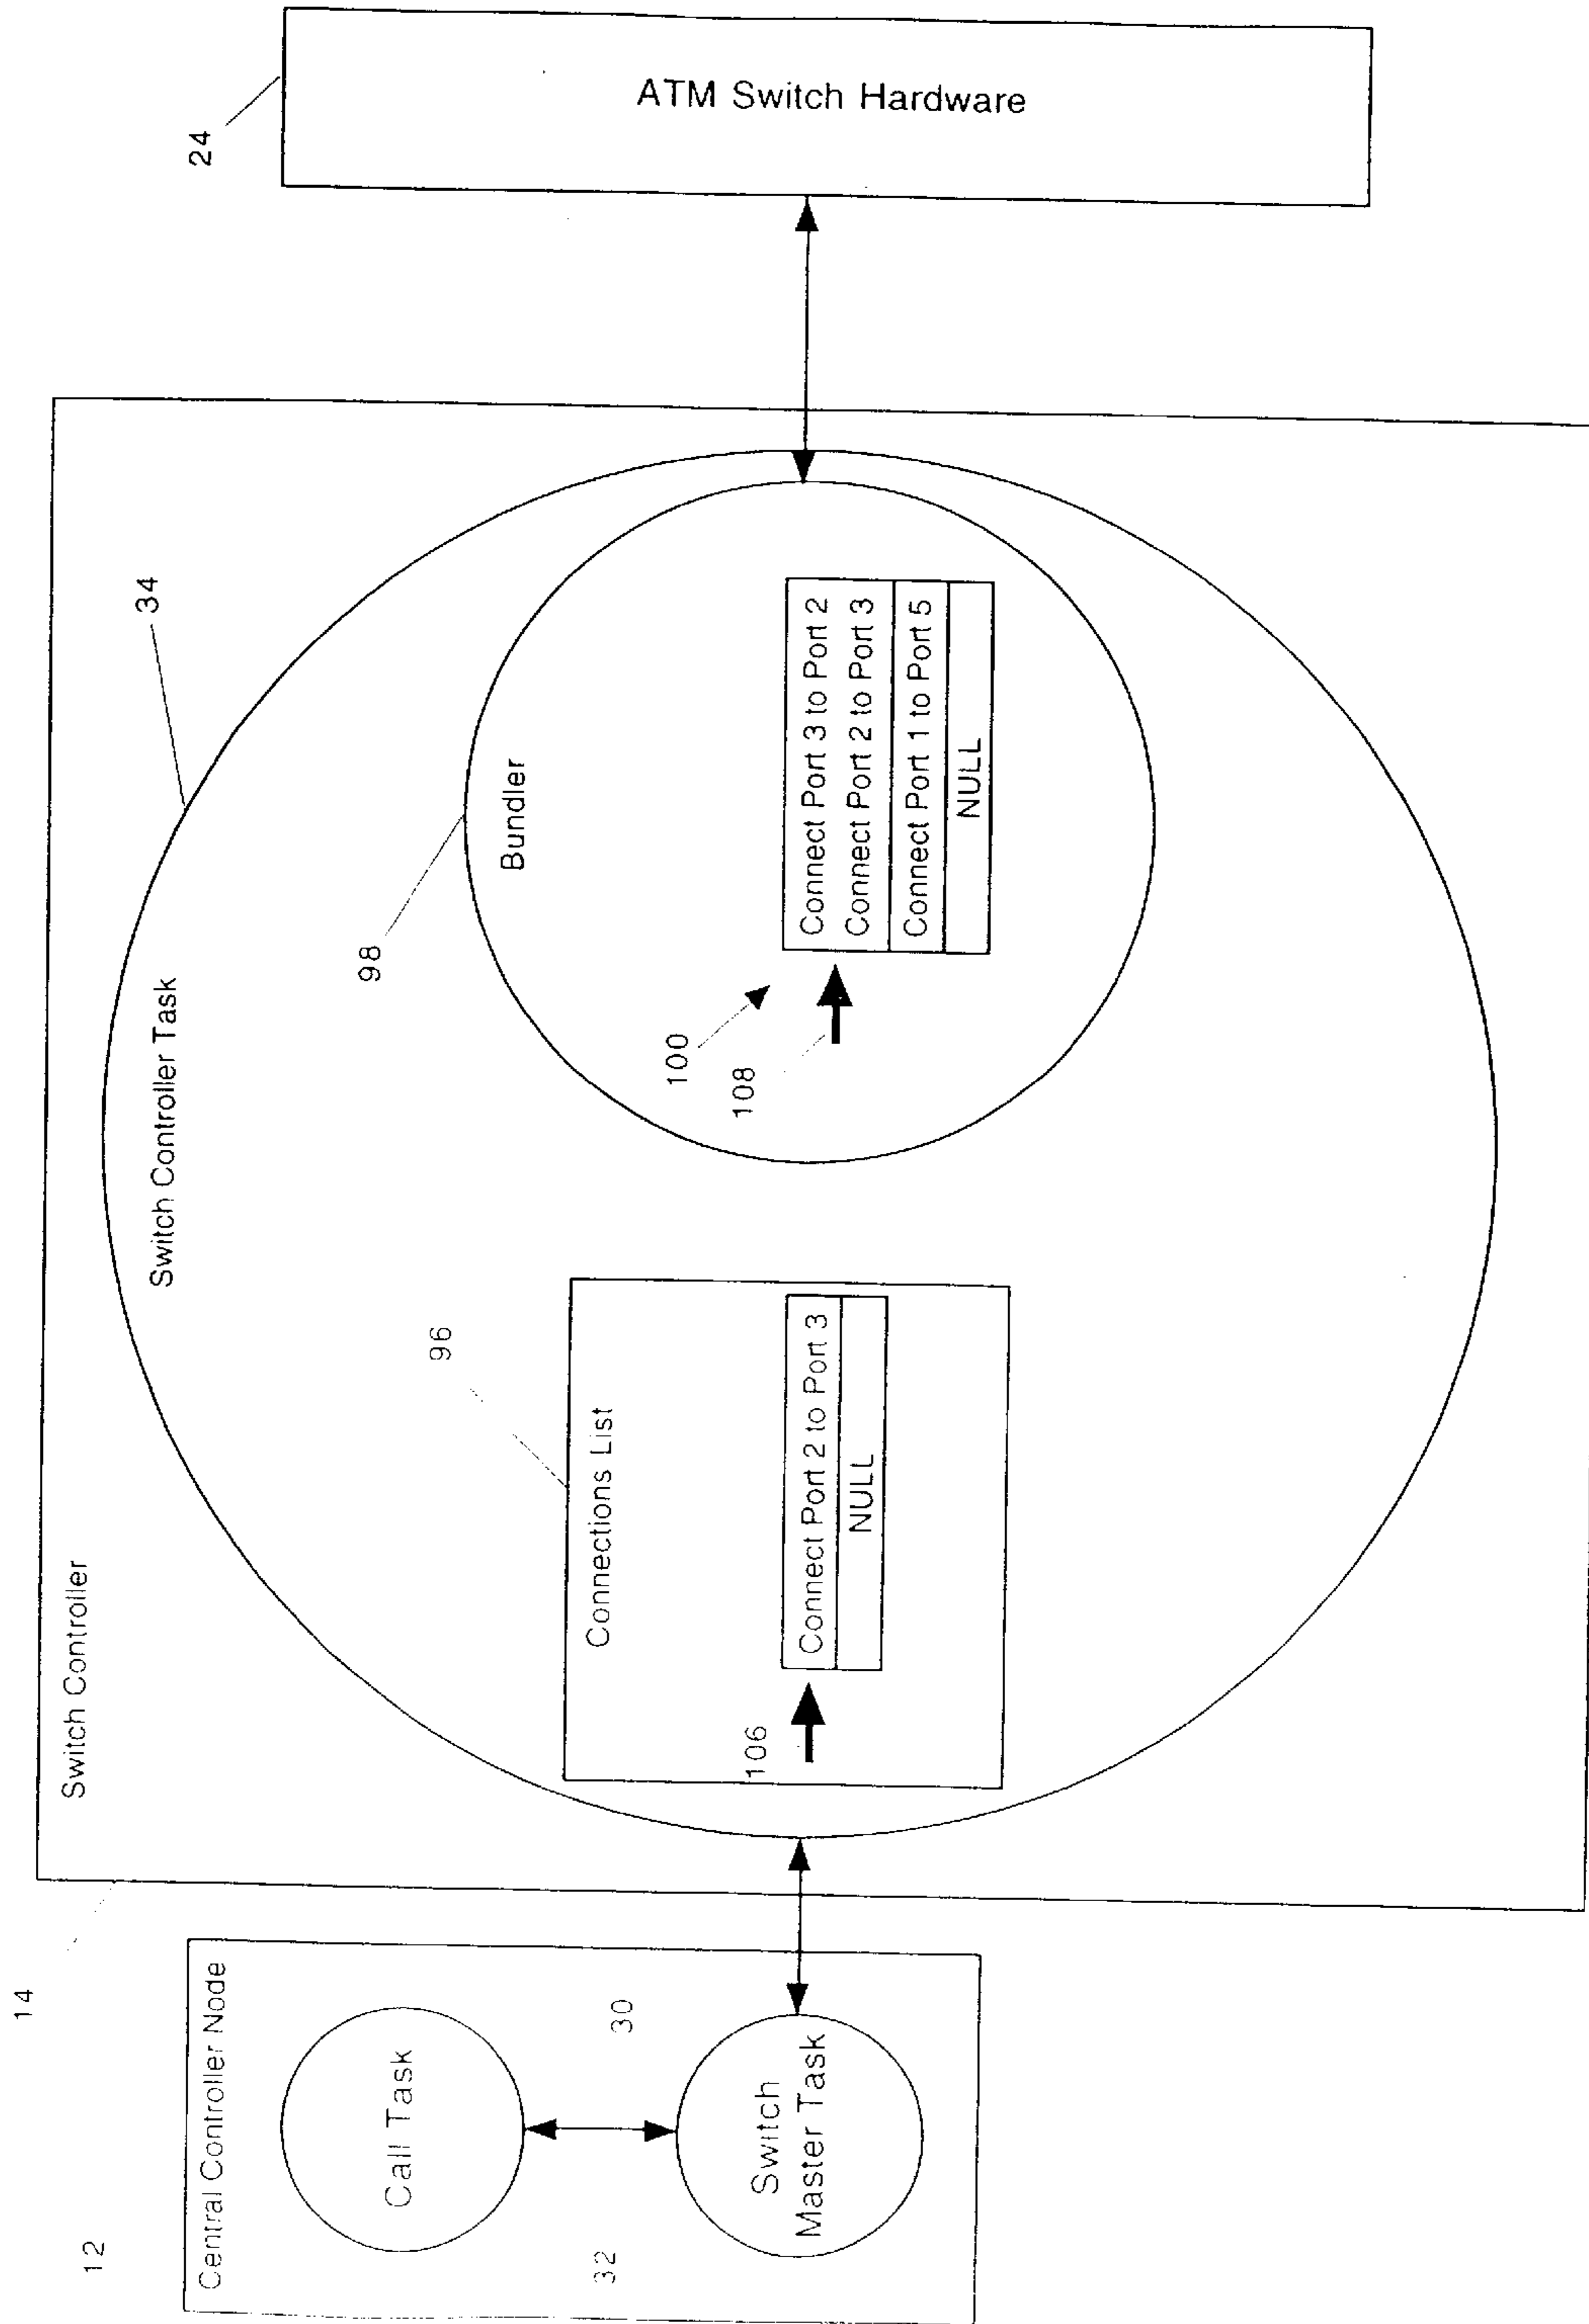 12
14
Central Controller Node
Call Task
30
32
Switch
Master Task
Switch Controller
Switch Controller Task
34
96
Connections List
106
Connect Port 2 to Port 3
NULL
98
Bundler
100
108
Connect Port 3 to Port 2
Connect Port 2 to Port 3
Connect Port 1 to Port 5
NULL
24
ATM Switch Hardware